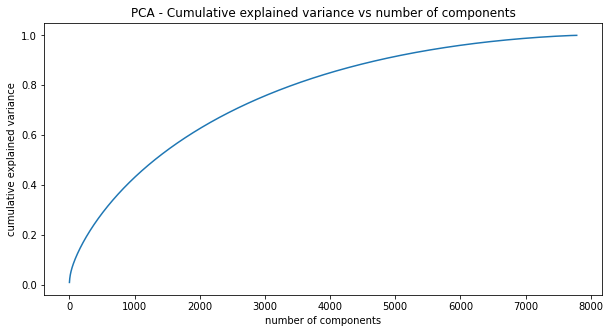 PCA - Cumulative explained variance vs number of components
cumulative explained variance
1.0
0.8
0.6
0.4
0.2
0.0
0 1000 2000 3000 4000 5000 6000 7000 8000
number of components